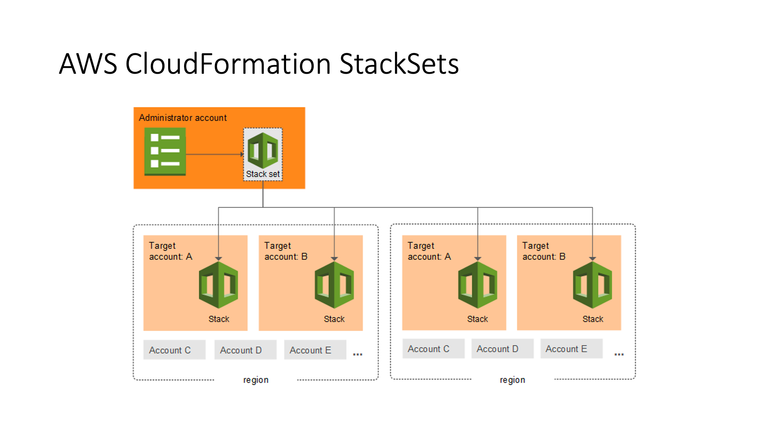 AWS CloudFormation StackSets
Administrator account
Stack set
Target
account: A
Stack
Target
account: B
Stack
Account C
Account D
Account E
...
region
Target
account: A
Stack
Target
account: B
Stack
Account C
Account D
Account E
...
region